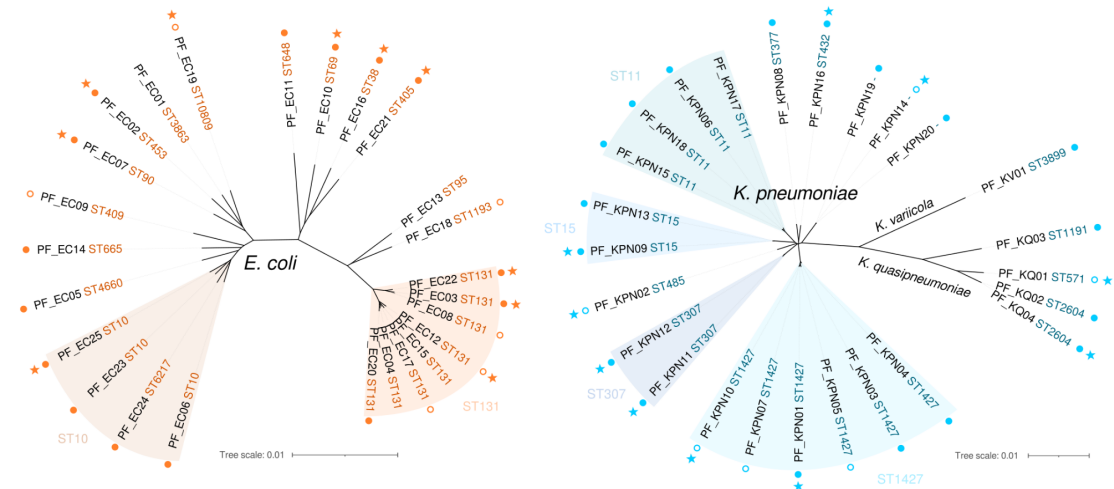 PF_EC19 ST10809
PF_EC01 ST3863
PF_EC02 ST453
PF_EC07 ST90
PF_EC09 ST409
PF_EC14 ST665
PF_EC05 ST4660
PF_EC25 ST10
PF_EC23 ST10
PF_EC24 ST6217
PF_EC06 ST10
ST10
PF_EC11 ST648
PF_EC10 ST69
PF_EC16 ST38
PF_EC21 ST405
PF_EC13 ST95
PF_EC18 ST1193
E. coli
PF_EC22 ST131
PF_EC03 ST131
PF_EC08 ST131
PF_EC12 ST131
PF_EC15 ST131
PF_EC17 ST131
PF_EC04 ST131
PF_EC20 ST131
ST131
Tree scale: 0.01
ST11
PF_KPN17 ST11
PF_KPN06 ST11
PF_KPN18 ST11
PF_KPN15 ST11
PF_KPN08 ST377
PF_KPN16 ST432
PF_KPN19 -
PF_KPN14 -
PF_KPN20 -
K. pneumoniae
ST15
PF_KPN13 ST15
PF_KPN09 ST15
PF_KPN02 ST485
PF_KPN12 ST307
PF_KPN11 ST307
ST307
PF_KV01 ST3899
K. variicola
PF_KQ03 ST1191
PF_KQ01 ST571
PF_KQ02 ST2604
PF_KQ04 ST2604
K. quasipneumoniae
PF_KPN10 ST1427
PF_KPN07 ST1427
PF_KPN01 ST1427
PF_KPN05 ST1427
PF_KPN03 ST1427
PF_KPN04 ST1427
ST1427
Tree scale: 0.01